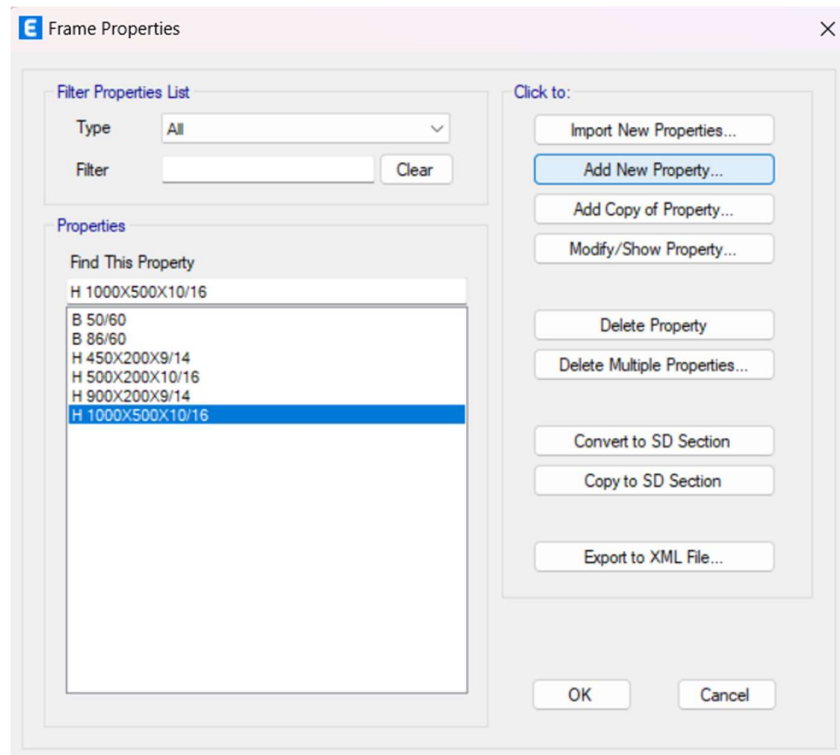 E Frame Properties
Filter Properties List
Type All
Filter Clear
Properties
Find This Property
H 1000X500X10/16
B 50/60
B 86/60
H 450X200X9/14
H 500X200X10/16
H 900X200X9/14
H 1000X500X10/16
Click to:
Import New Properties...
Add New Property...
Add Copy of Property...
Modify/Show Property...
Delete Property
Delete Multiple Properties...
Convert to SD Section
Copy to SD Section
Export to XML File...
OK Cancel